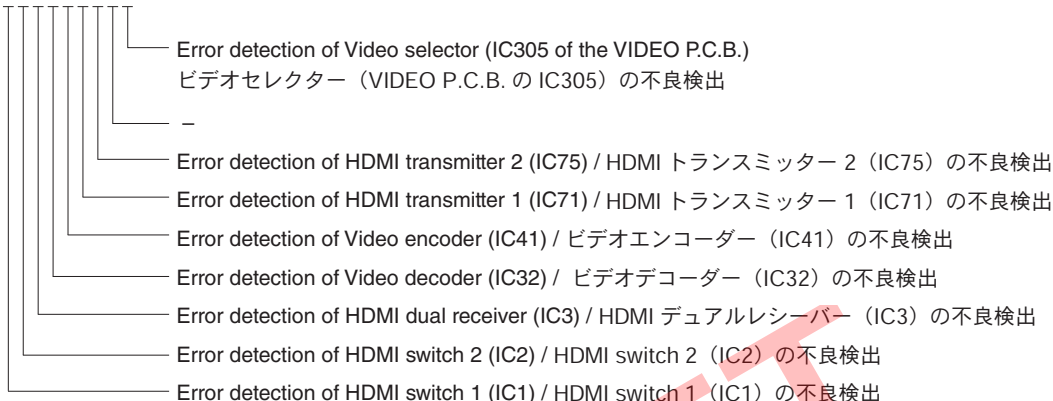 Error detection of Video selector (IC305 of the VIDEO P.C.B.)
ビデオセレクター（VIDEO P.C.B. の IC305）の不良検出
–
Error detection of HDMI transmitter 2 (IC75) / HDMI トランスミッター 2（IC75）の不良検出
Error detection of HDMI transmitter 1 (IC71) / HDMI トランスミッター 1（IC71）の不良検出
Error detection of Video encoder (IC41) / ビデオエンコーダー（IC41）の不良検出
Error detection of Video decoder (IC32) / ビデオデコーダー（IC32）の不良検出
Error detection of HDMI dual receiver (IC3) / HDMI デュアルレシーバー（IC3）の不良検出
Error detection of HDMI switch 2 (IC2) / HDMI switch 2（IC2）の不良検出
Error detection of HDMI switch 1 (IC1) / HDMI switch 1（IC1）の不良検出